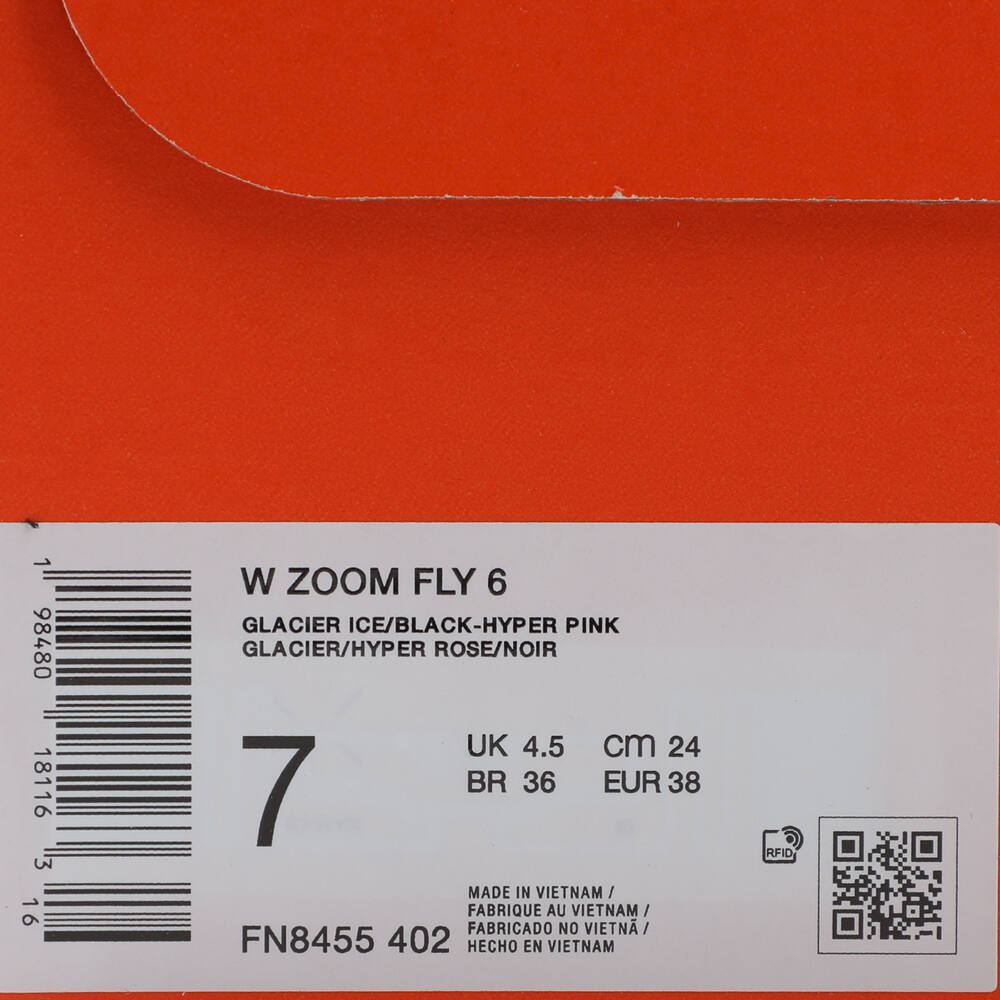 W ZOOM FLY 6
GLACIER ICE/BLACK-HYPER PINK
GLACIER/HYPER ROSE/NOIR
7
UK 4.5 CM 24
BR 36 EUR 38
RFID
MADE IN VIETNAM /
FABRIQUE AU VIETNAM /
FABRICADO NO VIETNÃ /
HECHO EN VIETNAM
FN8455 402
1 98480 18116 3 16